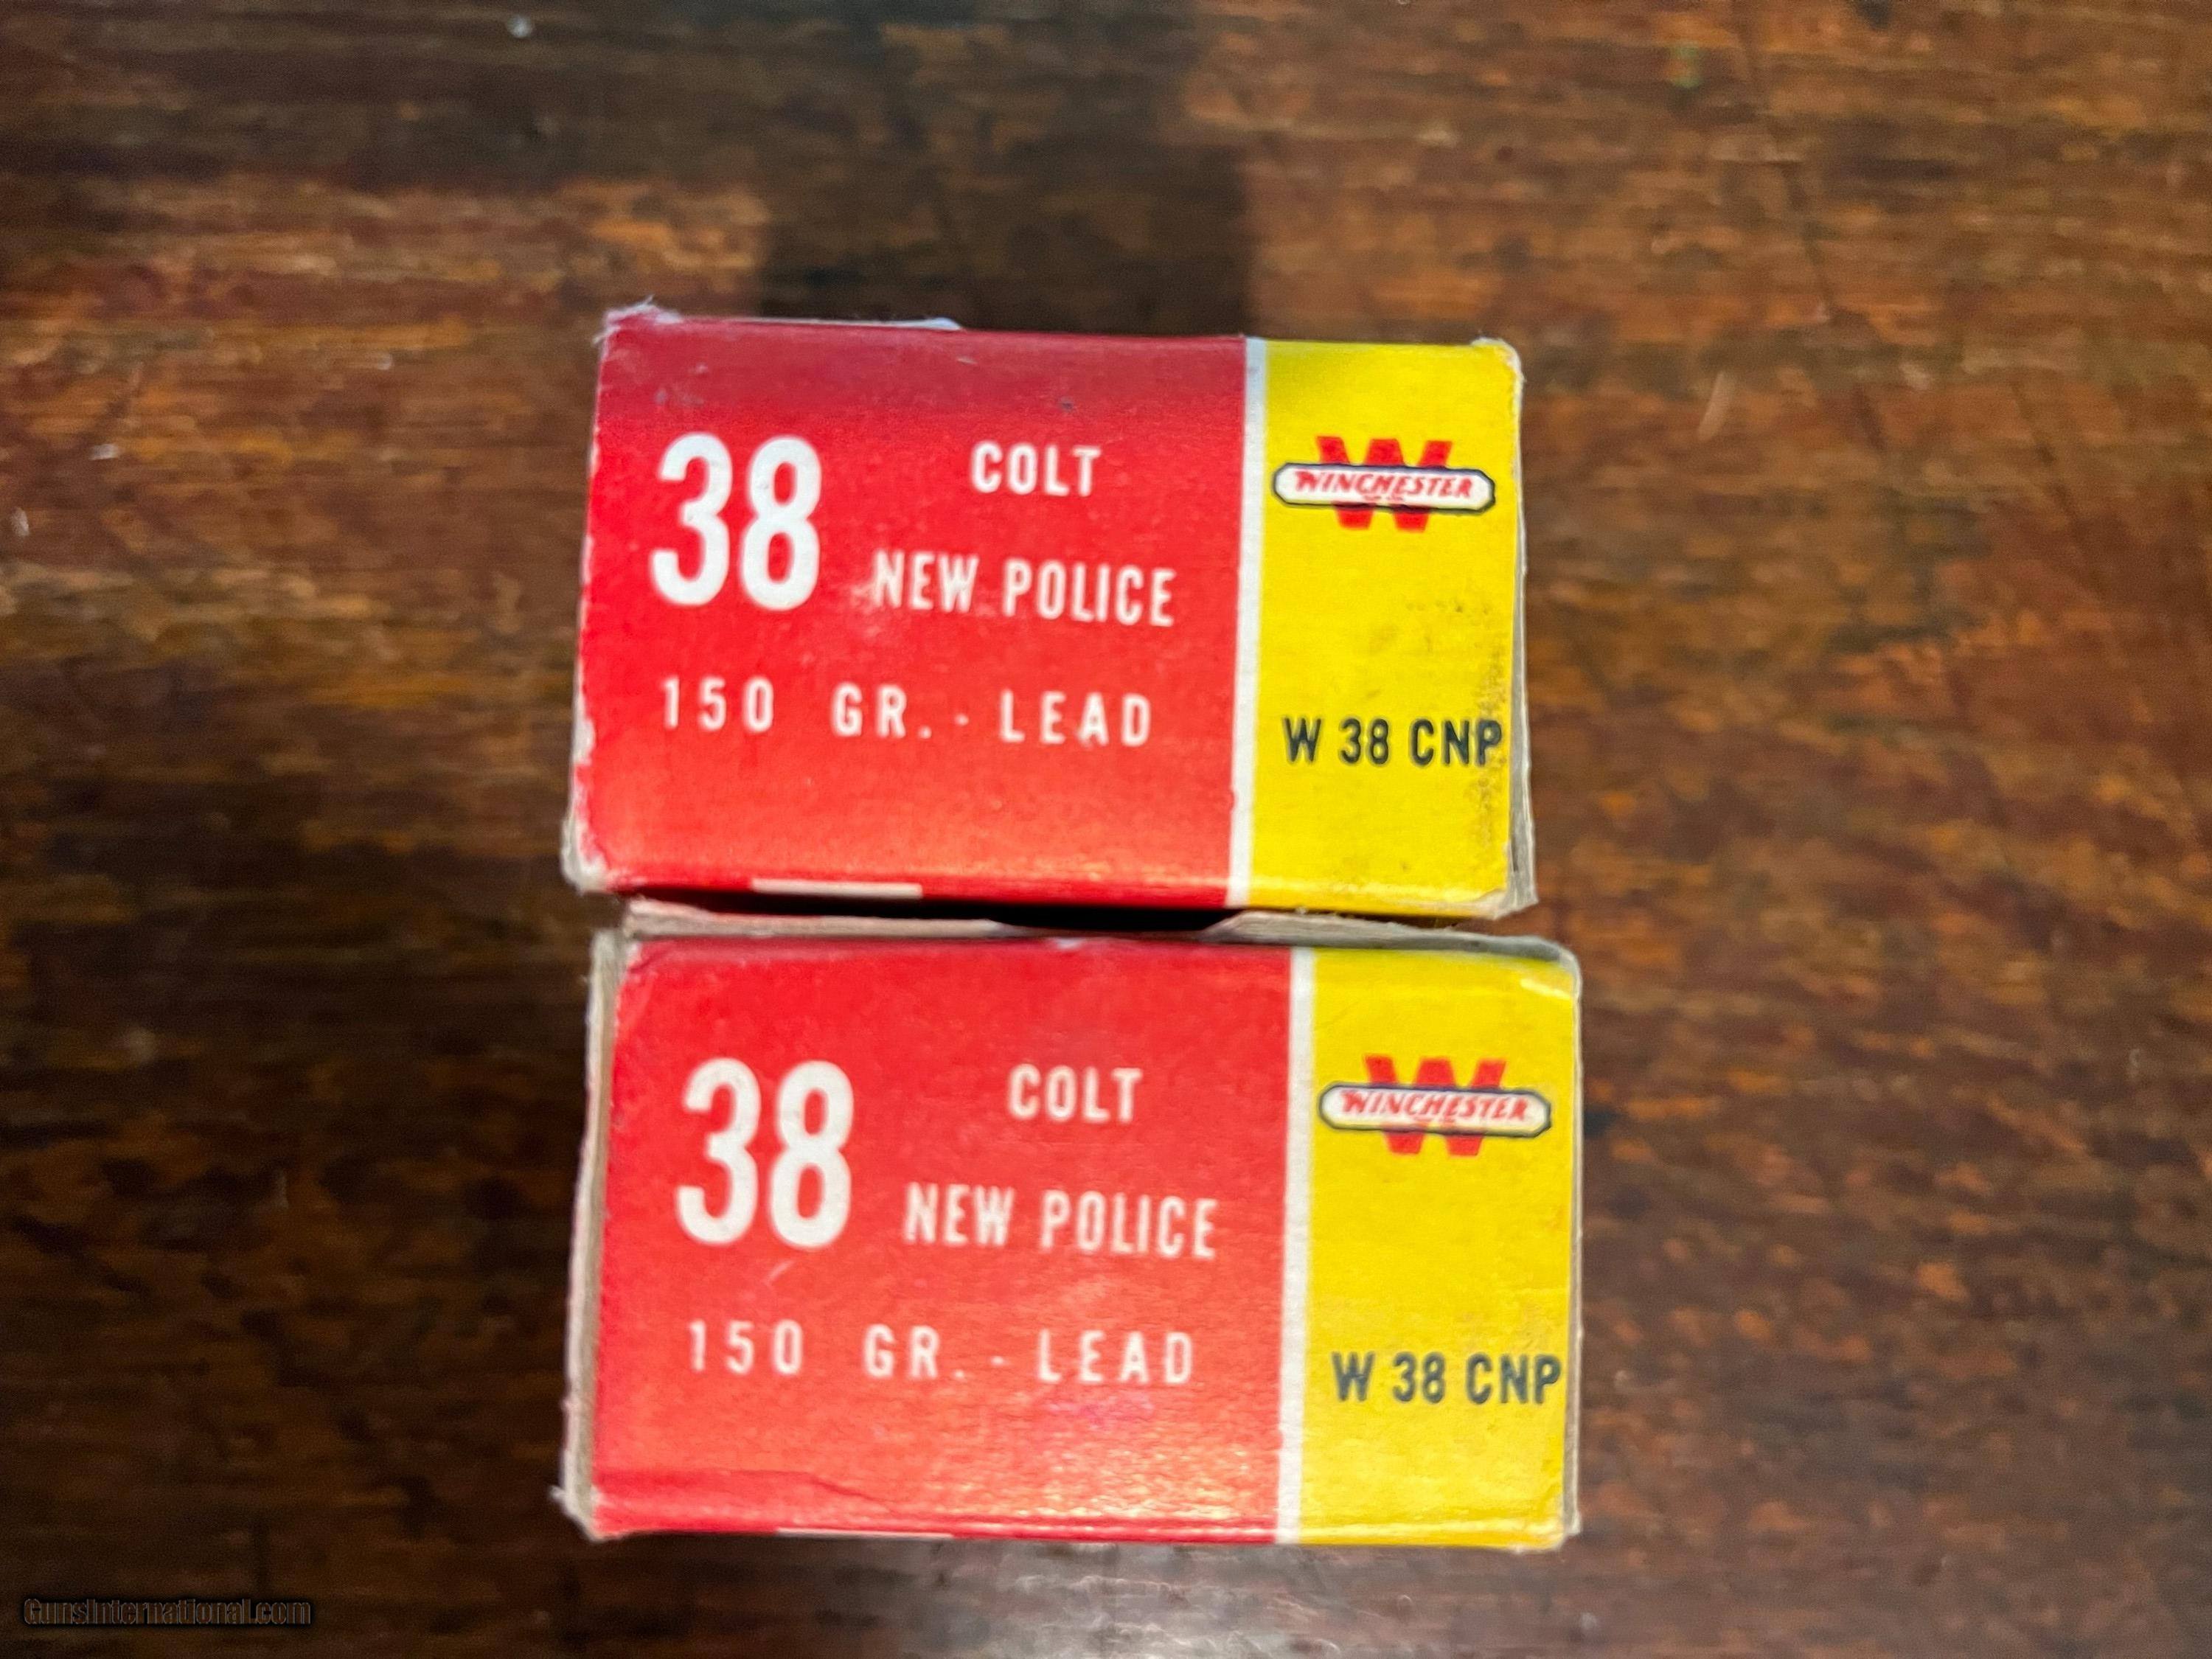 38
COLT
NEW POLICE
150 GR. - LEAD
W
WINCHESTER
W 38 CNP
38
COLT
NEW POLICE
150 GR. - LEAD
W
WINCHESTER
W 38 CNP
GunsInternational.com